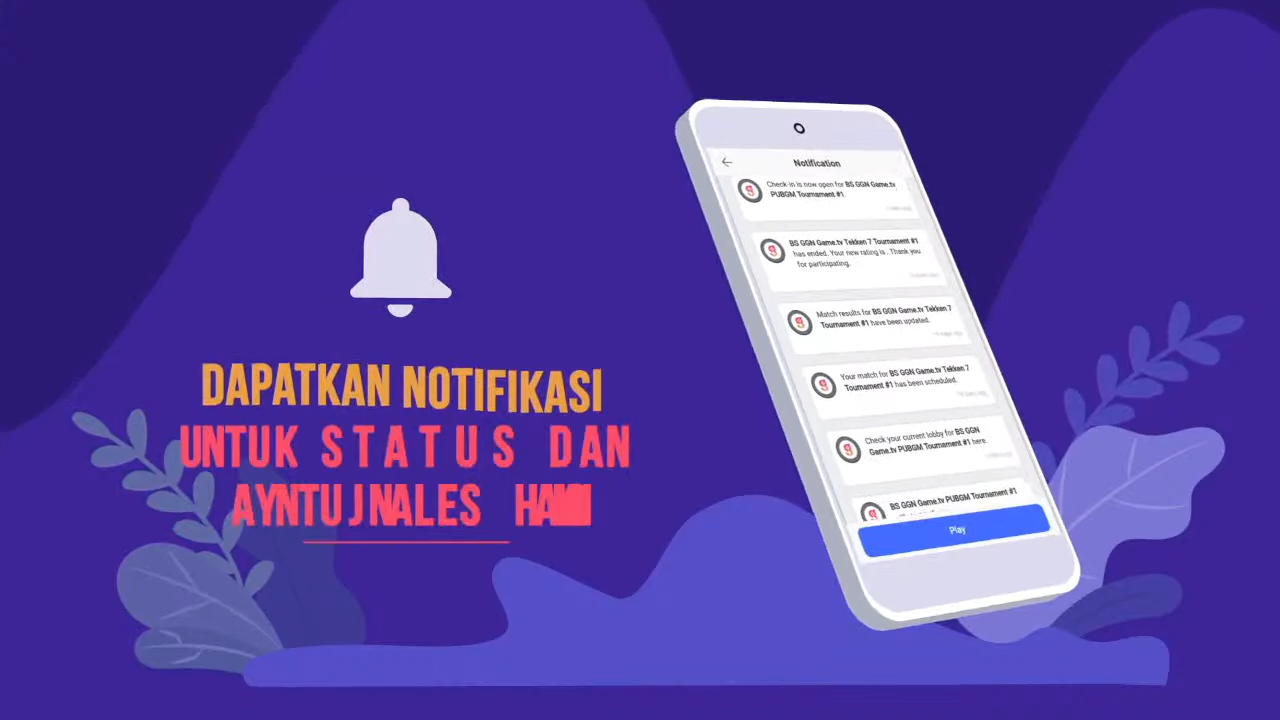 DAPATKAN NOTIFIKASI
UNTUK STATUS DAN
Notification
Check-in is now open for BS GGN Game.tv
PUBGM Tournament #1.
BS GGN Game.tv Tekken 7 Tournament #1
has ended. Your new rating is . Thank you
for participating.
Match results for BS GGN Game.tv Tekken 7
Tournament #1 have been updated.
Your match for BS GGN Game.tv Tekken 7
Tournament #1 has been scheduled.
Check your current lobby for BS GGN
Game.tv PUBGM Tournament #1 here.
BS GGN Game.tv PUBGM Tournament #1
Play